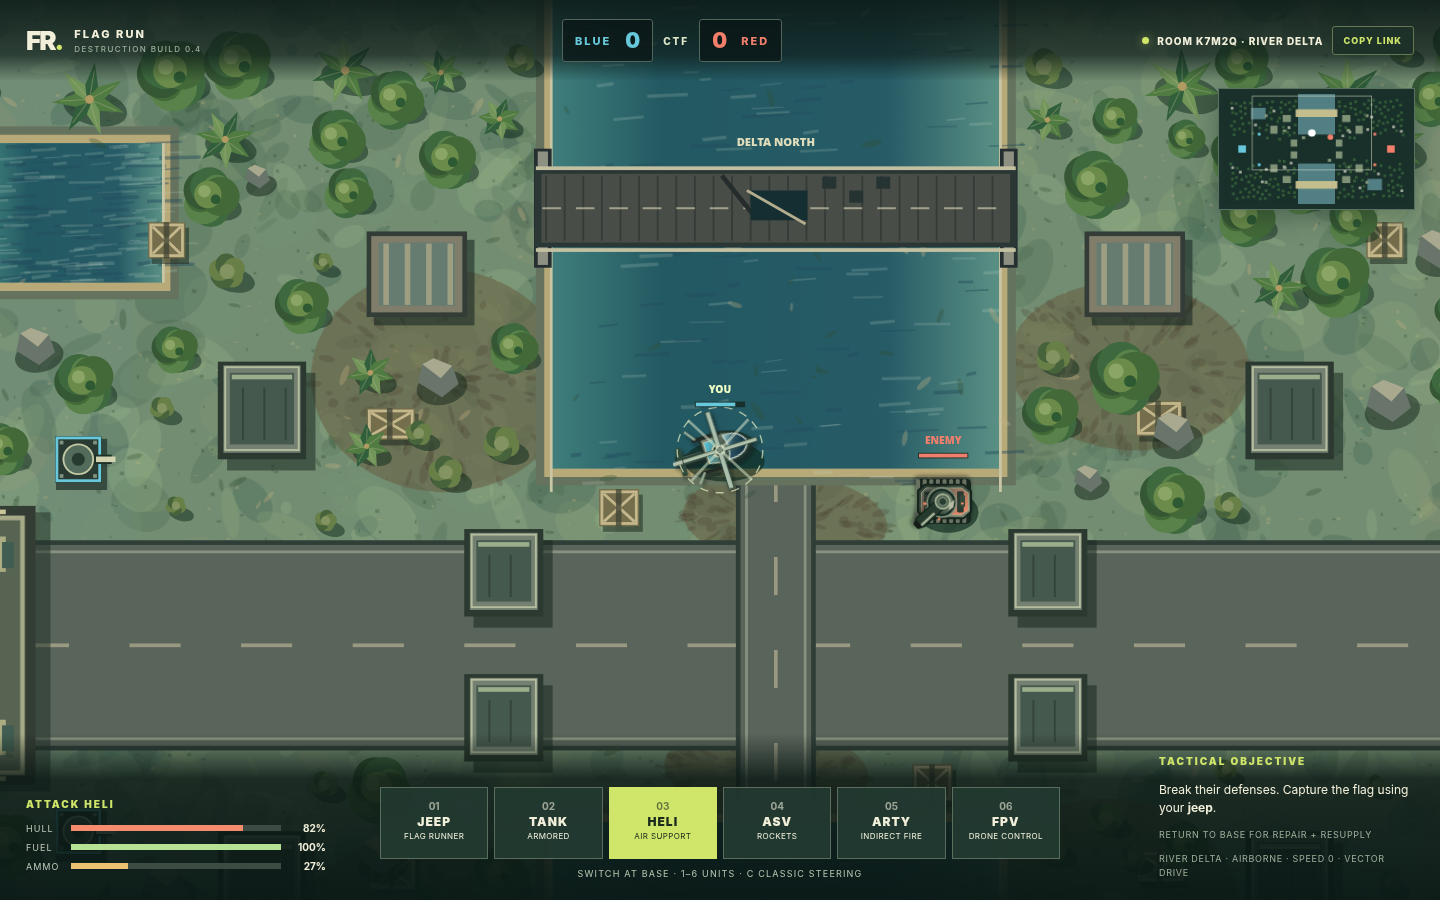 FR.
FLAG RUN
DESTRUCTION BUILD 0.4
BLUE 0 CTF 0 RED
ROOM K7M2Q · RIVER DELTA
COPY LINK
DELTA NORTH
YOU
ENEMY
ATTACK HELI
HULL 82%
FUEL 100%
AMMO 27%
01
JEEP
FLAG RUNNER
02
TANK
ARMORED
03
HELI
AIR SUPPORT
04
ASV
ROCKETS
05
ARTY
INDIRECT FIRE
06
FPV
DRONE CONTROL
SWITCH AT BASE · 1–6 UNITS · C CLASSIC STEERING
TACTICAL OBJECTIVE
Break their defenses. Capture the flag using
your jeep.
RETURN TO BASE FOR REPAIR + RESUPPLY
RIVER DELTA · AIRBORNE · SPEED 0 · VECTOR
DRIVE